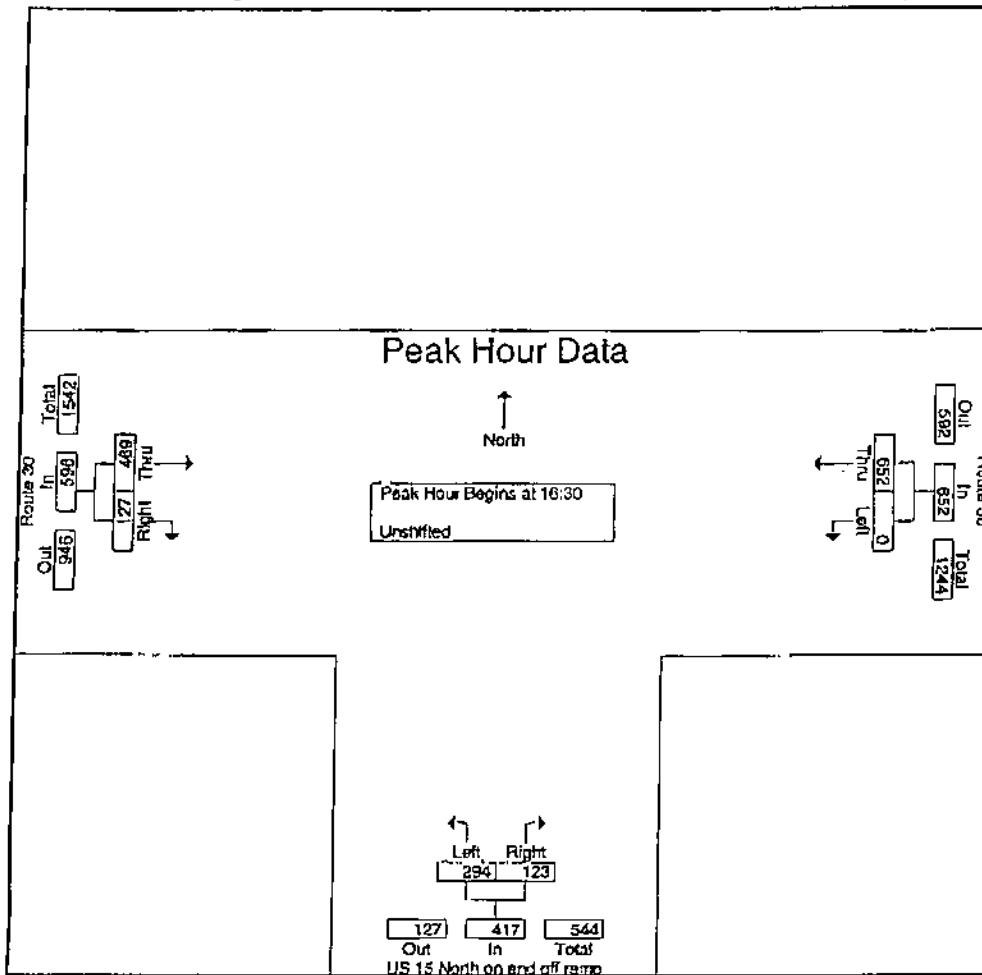 Peak Hour Data
North
Peak Hour Begins at 16:30
Unshifted
Route 30
Total
1542
In
596
Out
946
469
Thru
127
Right
Out
592
In
652
Total
1244
652
Thru
0
Left
Left Right
294 123
127 417 544
Out In Total
US 15 North on and off ramp